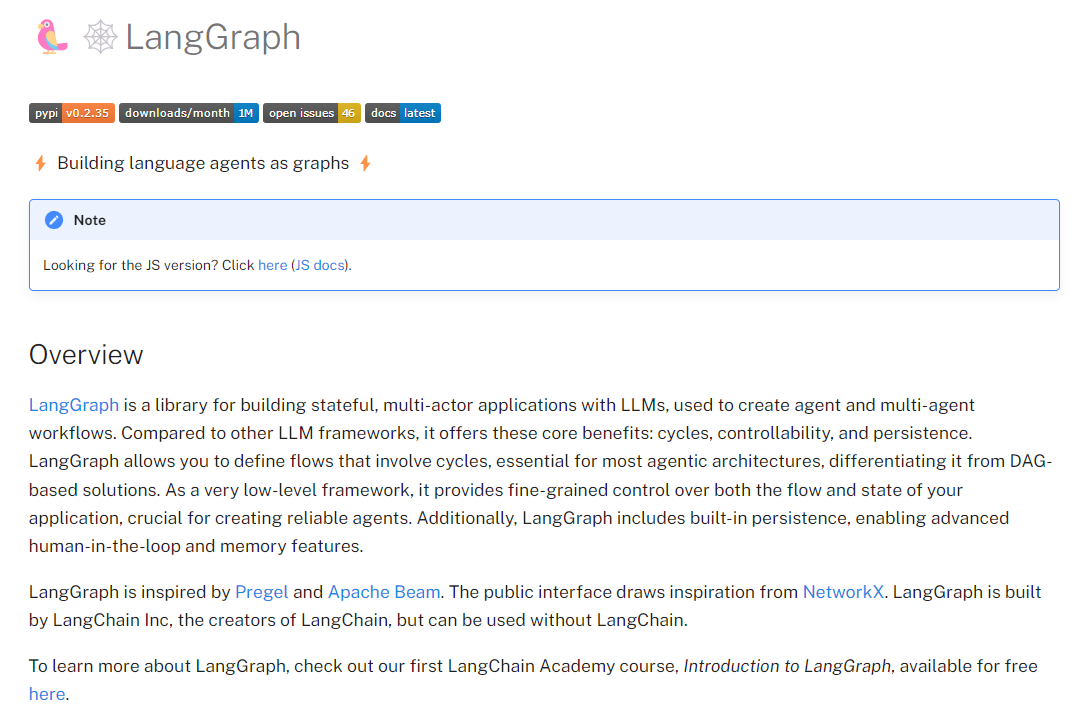 LangGraph
pypi v0.2.35 downloads/month 1M open issues 46 docs latest
Building language agents as graphs
Note
Looking for the JS version? Click here (JS docs).
Overview
LangGraph is a library for building stateful, multi-actor applications with LLMs, used to create agent and multi-agent
workflows. Compared to other LLM frameworks, it offers these core benefits: cycles, controllability, and persistence.
LangGraph allows you to define flows that involve cycles, essential for most agentic architectures, differentiating it from DAG-
based solutions. As a very low-level framework, it provides fine-grained control over both the flow and state of your
application, crucial for creating reliable agents. Additionally, LangGraph includes built-in persistence, enabling advanced
human-in-the-loop and memory features.
LangGraph is inspired by Pregel and Apache Beam. The public interface draws inspiration from NetworkX. LangGraph is built
by LangChain Inc, the creators of LangChain, but can be used without LangChain.
To learn more about LangGraph, check out our first LangChain Academy course, Introduction to LangGraph, available for free
here.